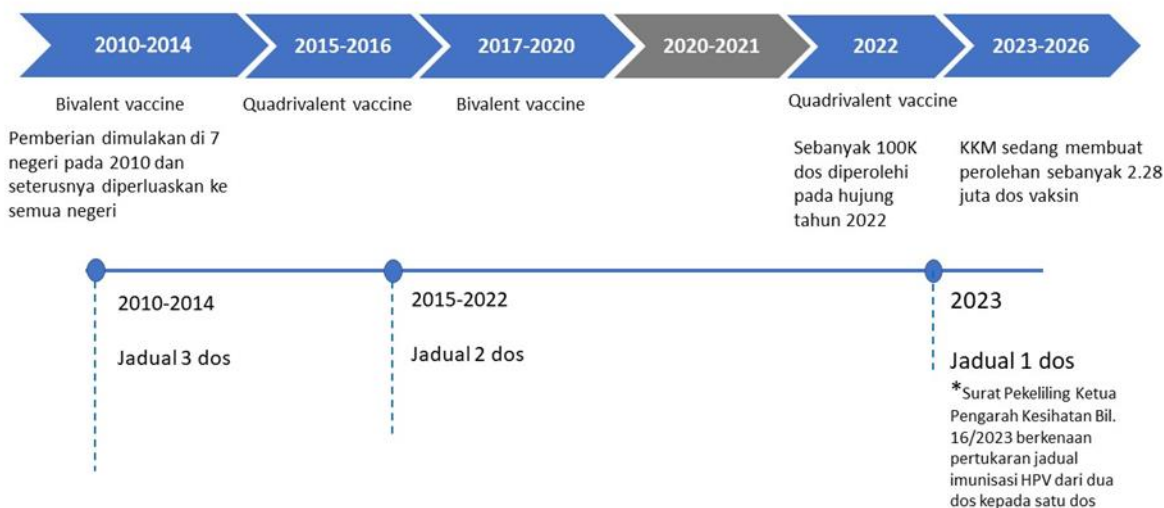 2010-2014
2015-2016
2017-2020
2020-2021
2022
2023-2026
Bivalent vaccine
Quadrivalent vaccine
Bivalent vaccine
Quadrivalent vaccine
Pemberian dimulakan di 7
negeri pada 2010 dan
seterusnya diperluaskan ke
semua negeri
Sebanyak 100K
dos diperolehi
pada hujung
tahun 2022
KKM sedang membuat
perolehan sebanyak 2.28
juta dos vaksin
2010-2014
Jadual 3 dos
2015-2022
Jadual 2 dos
2023
Jadual 1 dos
*Surat Pekeliling Ketua
Pengarah Kesihatan Bil.
16/2023 berkenaan
pertukaran jadual
imunisasi HPV dari dua
dos kepada satu dos